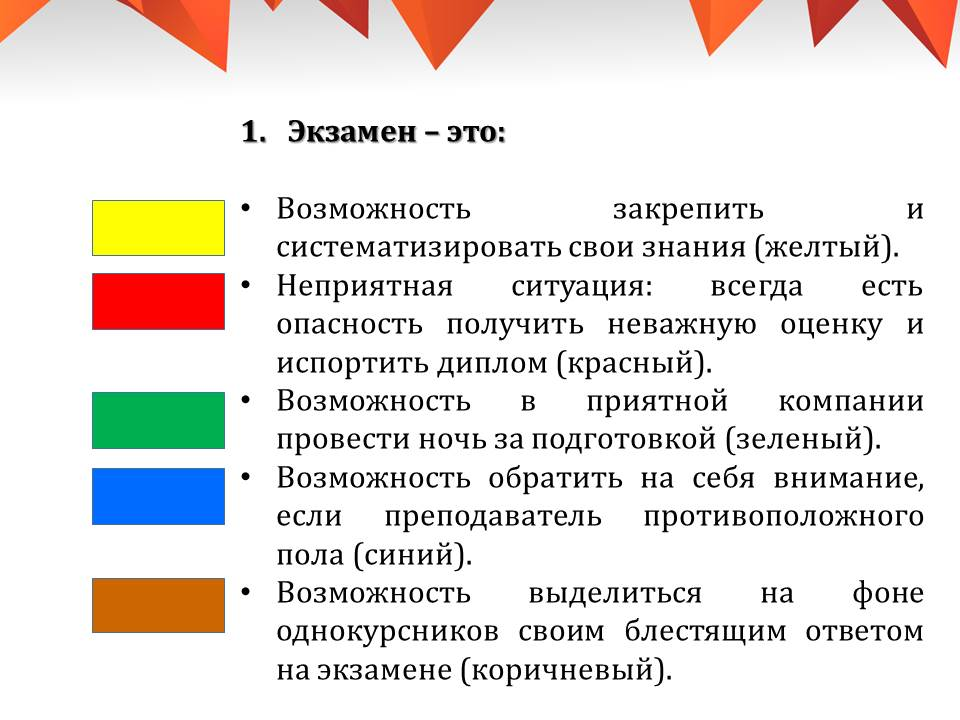 1. Экзамен – это:
• Возможность закрепить и
систематизировать свои знания (желтый).
• Неприятная ситуация: всегда есть
опасность получить неважную оценку и
испортить диплом (красный).
• Возможность в приятной компании
провести ночь за подготовкой (зеленый).
• Возможность обратить на себя внимание,
если преподаватель противоположного
пола (синий).
• Возможность выделиться на фоне
однокурсников своим блестящим ответом
на экзамене (коричневый).